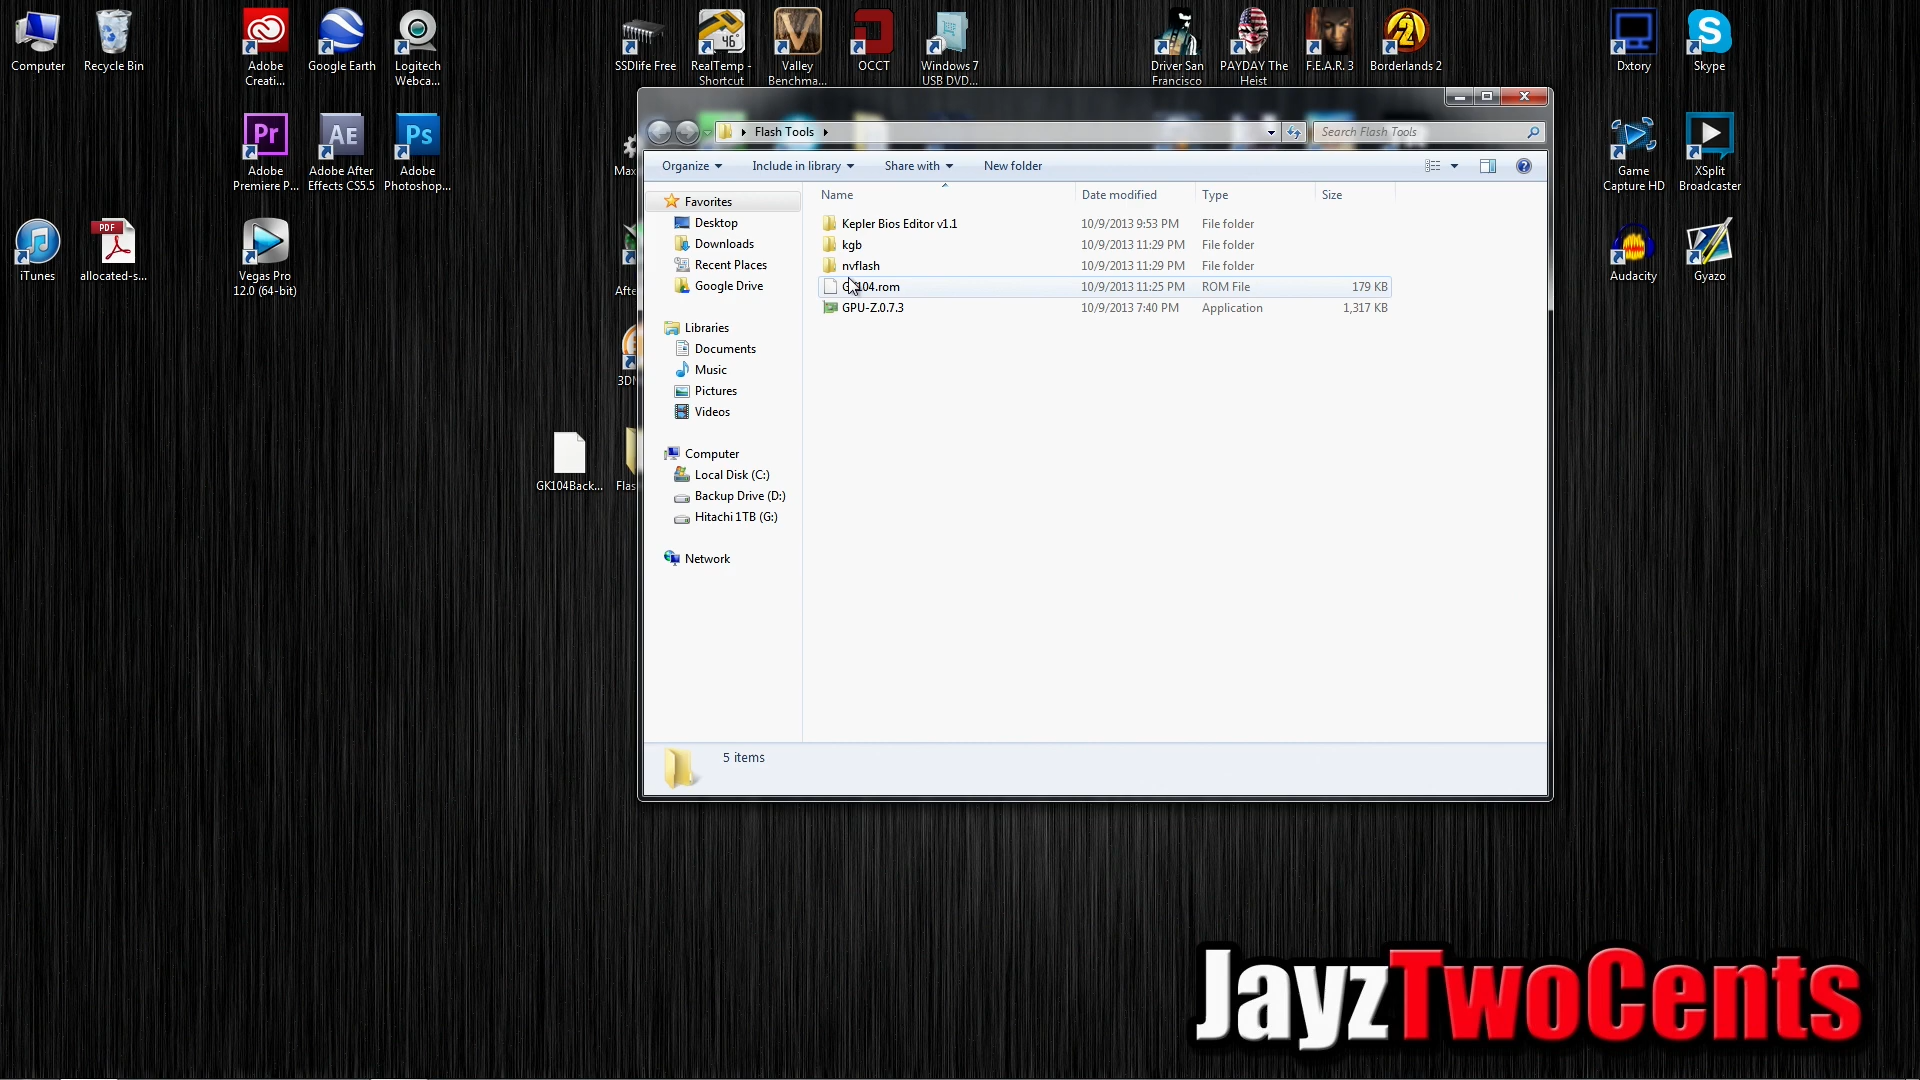 Computer
Recycle Bin
Adobe
Creati...
Google Earth
Logitech
Webca...
SSDlife Free
RealTemp -
Shortcut
46°
Valley
Benchma...
OCCT
Windows 7
USB DVD...
Driver San
Francisco
PAYDAY The
Heist
F.E.A.R. 3
Borderlands 2
Dxtory
Skype
Pr
Adobe
Premiere P...
AE
Adobe After
Effects CS5.5
Ps
Adobe
Photoshop...
Game
Capture HD
XSplit
Broadcaster
iTunes
PDF
allocated-s...
Vegas Pro
12.0 (64-bit)
Audacity
Gyazo
GK104Back...
Flash Tools
Search Flash Tools
Organize
Include in library
Share with
New folder
Favorites
Desktop
Downloads
Recent Places
Google Drive
Libraries
Documents
Music
Pictures
Videos
Computer
Local Disk (C:)
Backup Drive (D:)
Hitachi 1TB (G:)
Network
Name Date modified Type Size
Kepler Bios Editor v1.1 10/9/2013 9:53 PM File folder
kgb 10/9/2013 11:29 PM File folder
nvflash 10/9/2013 11:29 PM File folder
104.rom 10/9/2013 11:25 PM ROM File 179 KB
GPU-Z.0.7.3 10/9/2013 7:40 PM Application 1,317 KB
5 items
JayzTwoCents